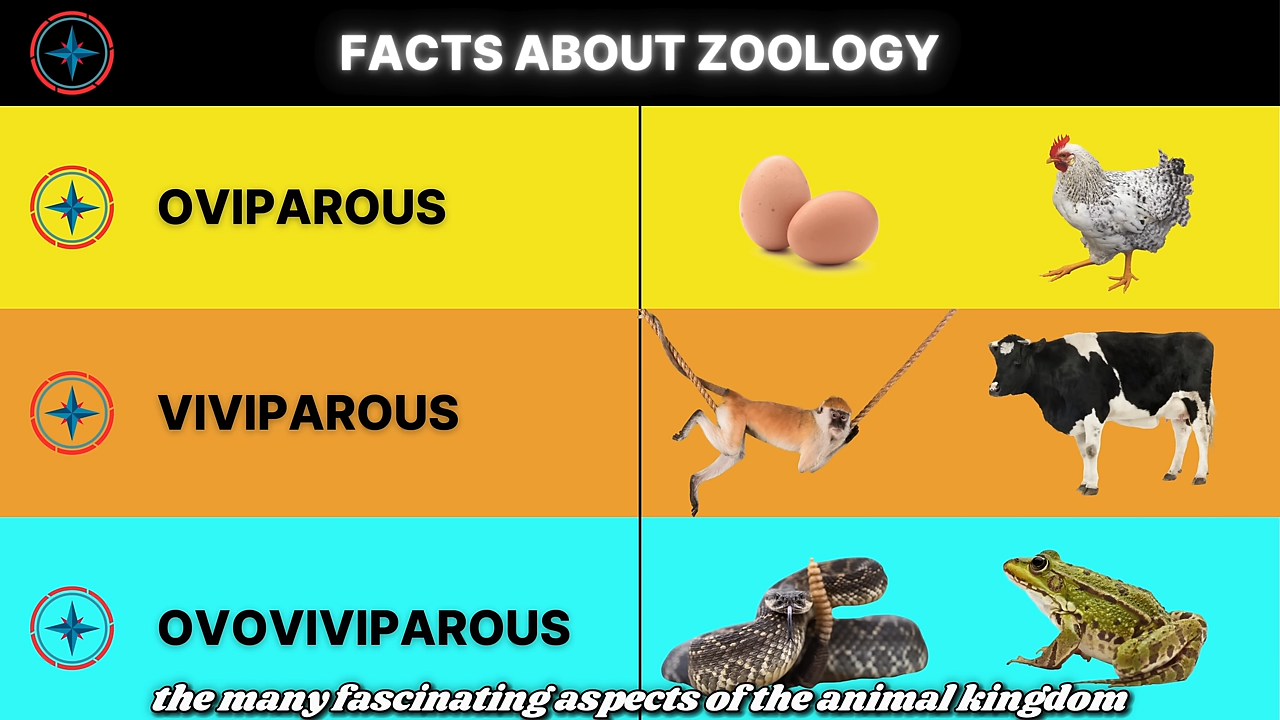 FACTS ABOUT ZOOLOGY
OVIPAROUS
VIVIPAROUS
OVOVIVIPAROUS
the many fascinating aspects of the animal kingdom